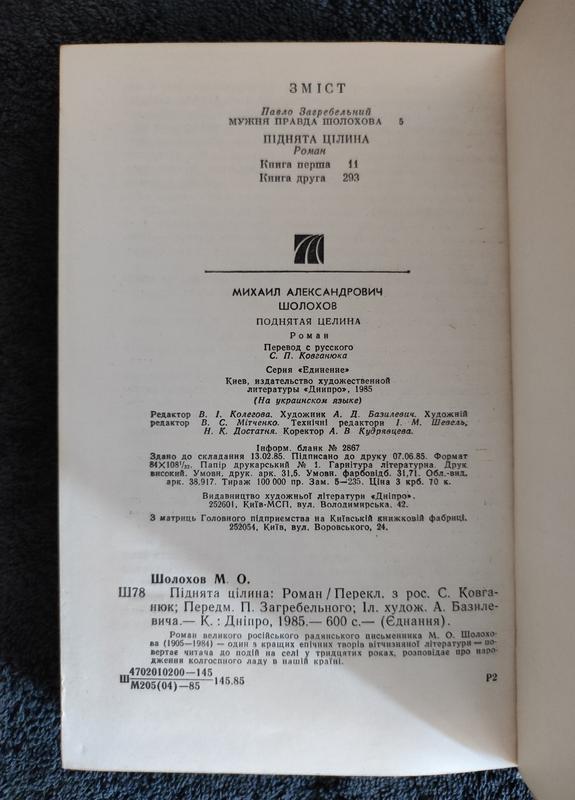 ЗМІСТ
Павло Загребельний
МУЖНЯ ПРАВДА ШОЛОХОВА 5
ПІДНЯТА ЦІЛИНА
Роман
Книга перша 11
Книга друга 293
МИХАИЛ АЛЕКСАНДРОВИЧ
ШОЛОХОВ
ПОДНЯТАЯ ЦЕЛИНА
Роман
Перевод с русского
С. П. Ковганюка
Серия «Единение»
Киев, издательство художественной
литературы «Дніпро», 1985
(На украинском языке)
Редактор В. І. Колегова. Художник А. Д. Базилевич. Художній
редактор В. С. Мітченко. Технічні редактори І. М. Шевель,
Н. К. Достатня. Коректор А. В Кудрявцева.
Інформ. бланк № 2867
Здано до складання 13.02.85. Підписано до друку 07.06.85. Формат
84×108¹/₃₂. Папір друкарський № 1. Гарнітура літературна. Друк
високий. Умовн. друк. арк. 31,5. Умовн. фарбовідб. 31,71. Обл.-вид.
арк. 38,917. Тираж 100 000 пр. Зам. 5—235. Ціна 3 крб. 70 к.
Видавництво художньої літератури «Дніпро».
252601, Київ-МСП, вул. Володимирська, 42.
З матриць Головного підприємства на Київській книжковій фабриці.
252054, Київ, вул. Воровського, 24.
Шолохов М. О.
Ш78 Піднята цілина: Роман / Перекл. з рос. С. Ковга-
нюк; Передм. П. Загребельного; Іл. худож. А. Базиле-
вича.— К. : Дніпро, 1985.— 600 с.— (Єднання).
Роман великого російського радянського письменника М. О. Шолохо-
ва (1905—1984) — один з кращих епічних творів вітчизняної літератури — по-
вертає читача до подій на селі у тридцятих роках, розповідає про на-
родження колгоспного ладу в нашій країні.
Ш 4702010200—145 145.85 Р2
М205(04)—85